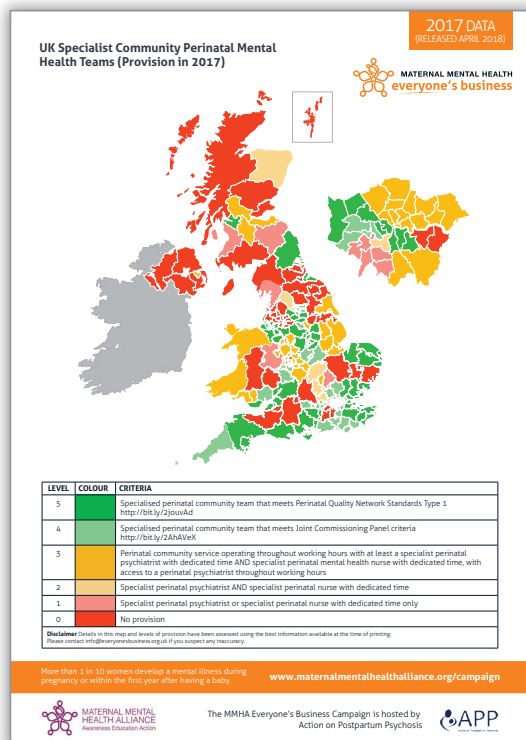 2017 DATA
(RELEASED APRIL 2018)
UK Specialist Community Perinatal Mental
Health Teams (Provision in 2017)
MATERNAL MENTAL HEALTH
everyone's business
LEVEL COLOUR CRITERIA
5 Specialised perinatal community team that meets Perinatal Quality Network Standards Type 1
http://bit.ly/2jouvAd
4 Specialised perinatal community team that meets Joint Commissioning Panel criteria
http://bit.ly/2AhAVeX
3 Perinatal community service operating throughout working hours with at least a specialist perinatal
psychiatrist with dedicated time AND specialist perinatal mental health nurse with dedicated time, with
access to a perinatal psychiatrist throughout working hours
2 Specialist perinatal psychiatrist AND specialist perinatal nurse with dedicated time
1 Specialist perinatal psychiatrist or specialist perinatal nurse with dedicated time only
0 No provision
Disclaimer Details in this map and levels of provision have been assessed using the best information available at the time of printing.
Please contact info@everyonesbusiness.org.uk if you suspect any inaccuracy.
More than 1 in 10 women develop a mental illness during
pregnancy or within the first year after having a baby.
www.maternalmentalhealthalliance.org/campaign
MATERNAL MENTAL
HEALTH ALLIANCE
Awareness Education Action
The MMHA Everyone's Business Campaign is hosted by
Action on Postpartum Psychosis
APP